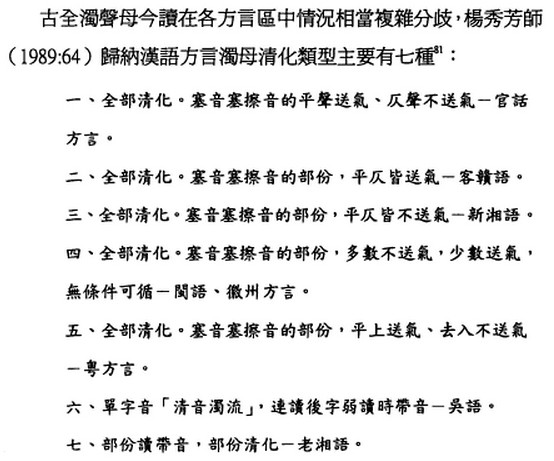 古全濁聲母今讀在各方言區中情況相當複雜分歧，楊秀芳師
（1989:64）歸納漢語方言濁母清化類型主要有七種81：
一、全部清化。塞音塞擦音的平聲送氣、仄聲不送氣－官話
方言。
二、全部清化。塞音塞擦音的部份，平仄皆送氣－客贛語。
三、全部清化。塞音塞擦音的部份，平仄皆不送氣－新湘語。
四、全部清化。塞音塞擦音的部份，多數不送氣，少數送氣，
無條件可循－閩語、徽州方言。
五、全部清化。塞音塞擦音的部份，平上送氣、去入不送氣
－粵方言。
六、單字音「清音濁流」，連讀後字弱讀時帶音－吳語。
七、部份讀帶音，部份清化－老湘語。